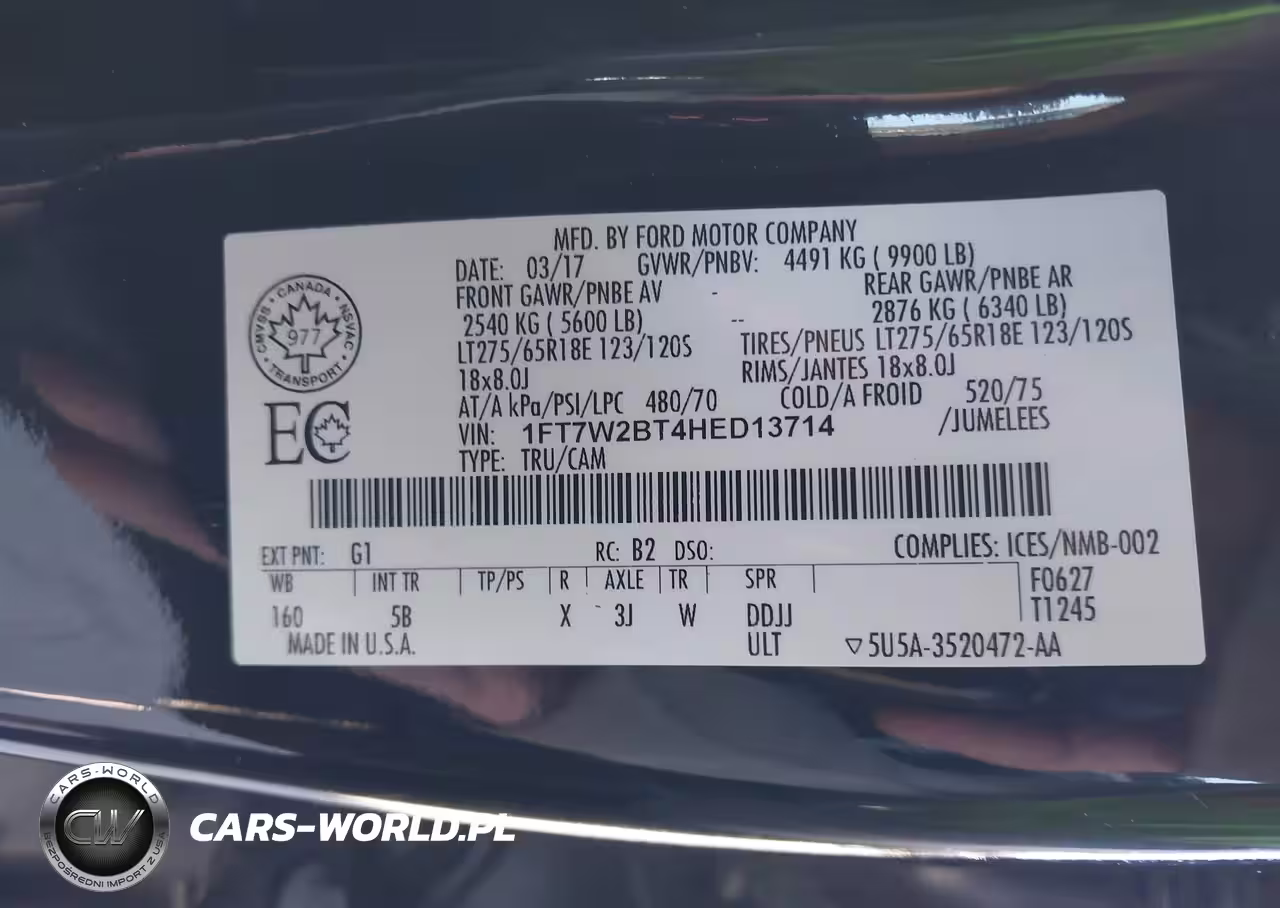 MFD. BY FORD MOTOR COMPANY
DATE: 03/17 GVWR/PNBV: 4491 KG ( 9900 LB)
FRONT GAWR/PNBE AV - REAR GAWR/PNBE AR
2540 KG ( 5600 LB) -- 2876 KG ( 6340 LB)
LT275/65R18E 123/120S TIRES/PNEUS LT275/65R18E 123/120S
18x8.0J RIMS/JANTES 18x8.0J
AT/A kPa/PSI/LPC 480/70 COLD/A FROID 520/75
VIN: 1FT7W2BT4HED13714 /JUMELEES
TYPE: TRU/CAM
CANADA • NSVAC • TRANSPORT • CMVSS •
977
EC
EXT PNT: G1 RC: B2 DSO: COMPLIES: ICES/NMB-002
WB INT TR TP/PS R AXLE TR SPR F0627
160 5B X 3J W DDJJ T1245
MADE IN U.S.A. ULT ▽5U5A-3520472-AA
CARS-WORLD
CW
BEZPOŚREDNI IMPORT Z USA
CARS-WORLD.PL